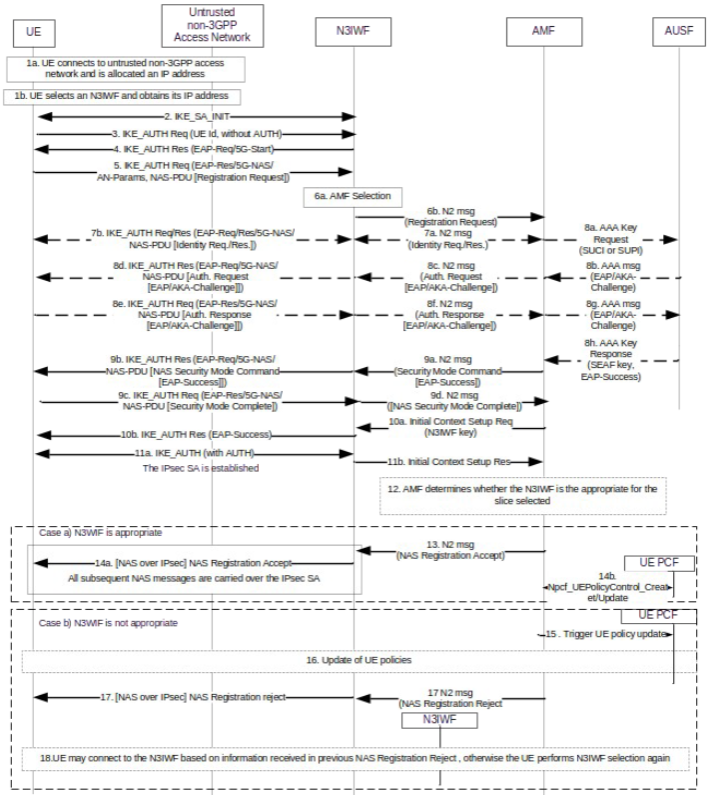 UE
Untrusted
non-3GPP
Access Network
N3IWF
AMF
AUSF
1a. UE connects to untrusted non-3GPP access
network and is allocated an IP address
1b. UE selects an N3IWF and obtains its IP address
2. IKE_SA_INIT
3. IKE_AUTH Req (UE Id, without AUTH)
4. IKE_AUTH Res (EAP-Req/5G-Start)
5. IKE_AUTH Req (EAP-Res/5G-NAS/
AN-Params, NAS-PDU [Registration Request])
6a. AMF Selection
6b. N2 msg
(Registration Request)
7b. IKE_AUTH Req/Res (EAP-Req/Res/5G-NAS/
NAS-PDU [Identity Req./Res.])
7a. N2 msg
(Identity Req./Res.)
8a. AAA Key
Request
(SUCI or SUPI)
8d. IKE_AUTH Res (EAP-Req/5G-NAS/
NAS-PDU [Auth. Request
[EAP/AKA-Challenge]])
8c. N2 msg
(Auth. Request
[EAP/AKA-Challenge])
8b. AAA msg
(EAP/AKA-
Challenge)
8e. IKE_AUTH Req (EAP-Res/5G-NAS/
NAS-PDU [Auth. Response
[EAP/AKA-Challenge]])
8f. N2 msg
(Auth. Response
[EAP/AKA-Challenge])
8g. AAA msg
(EAP/AKA-
Challenge)
8h. AAA Key
Response
(SEAF key,
EAP-Success)
9b. IKE_AUTH Res (EAP-Req/5G-NAS/
NAS-PDU [NAS Security Mode Command
[EAP-Success]])
9a. N2 msg
(Security Mode Command
[EAP-Success])
9c. IKE_AUTH Req (EAP-Res/5G-NAS/
NAS-PDU [Security Mode Complete])
9d. N2 msg
([NAS Security Mode Complete])
10a. Initial Context Setup Req
(N3IWF key)
10b. IKE_AUTH Res (EAP-Success)
11a. IKE_AUTH (with AUTH)
The IPsec SA is established
11b. Initial Context Setup Res
12. AMF determines whether the N3IWF is the appropriate for the
slice selected
Case a) N3WIF is appropriate
13. N2 msg
(NAS Registration Accept)
14a. [NAS over IPsec] NAS Registration Accept
All subsequent NAS messages are carried over the IPsec SA
UE PCF
14b.
Npcf_UEPolicyControl_Creat
et/Update
Case b) N3WIF is not appropriate
UE PCF
15 . Trigger UE policy update
16. Update of UE policies
17. [NAS over IPsec] NAS Registration reject
17 N2 msg
(NAS Registration Reject
N3IWF
18.UE may connect to the N3IWF based on information received in previous NAS Registration Reject , otherwise the UE performs N3IWF selection again